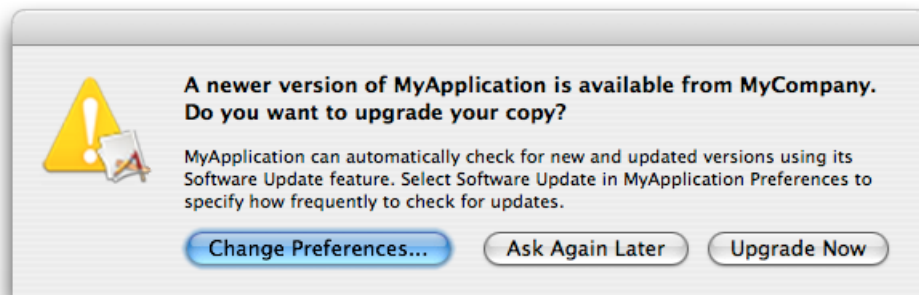 A newer version of MyApplication is available from MyCompany.
Do you want to upgrade your copy?
MyApplication can automatically check for new and updated versions using its
Software Update feature. Select Software Update in MyApplication Preferences to
specify how frequently to check for updates.
Change Preferences... Ask Again Later Upgrade Now